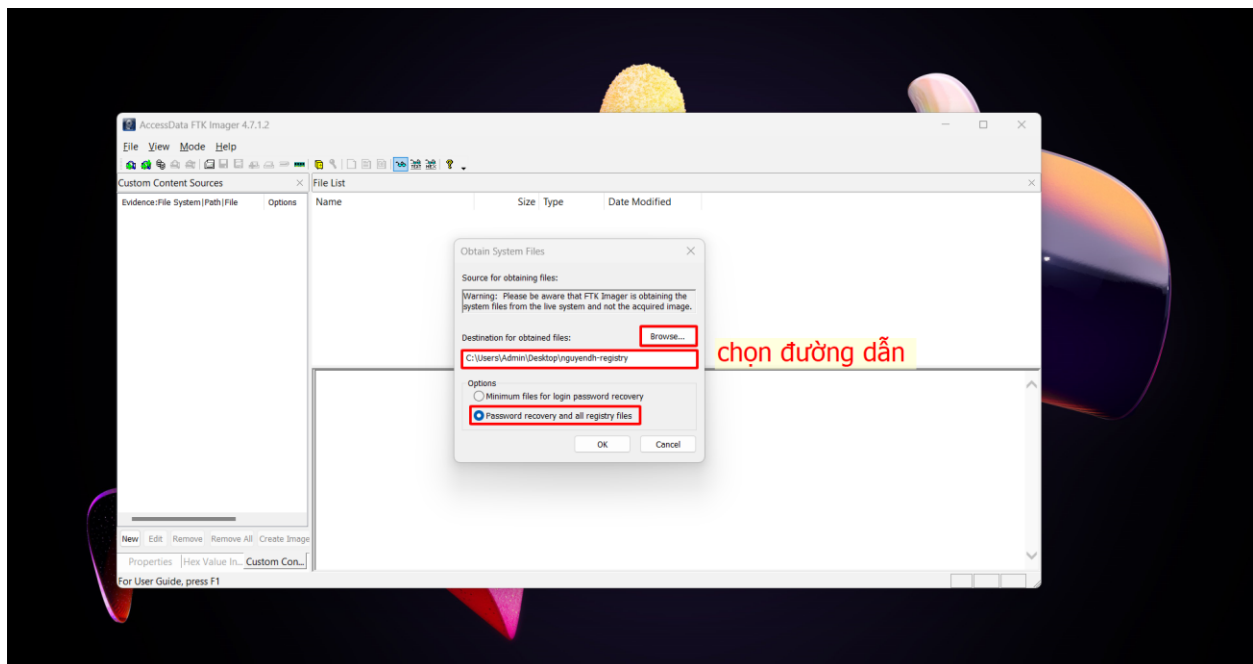 AccessData FTK Imager 4.7.1.2
File View Mode Help
Custom Content Sources
File List
Evidence:File System|Path|File Options
Name Size Type Date Modified
Obtain System Files
Source for obtaining files:
Warning: Please be aware that FTK Imager is obtaining the
system files from the live system and not the acquired image.
Destination for obtained files:
Browse...
C:\Users\Admin\Desktop\nguyendh-registry
chọn đường dẫn
Options
Minimum files for login password recovery
Password recovery and all registry files
OK Cancel
New Edit Remove Remove All Create Image
Properties Hex Value In... Custom Con...
For User Guide, press F1